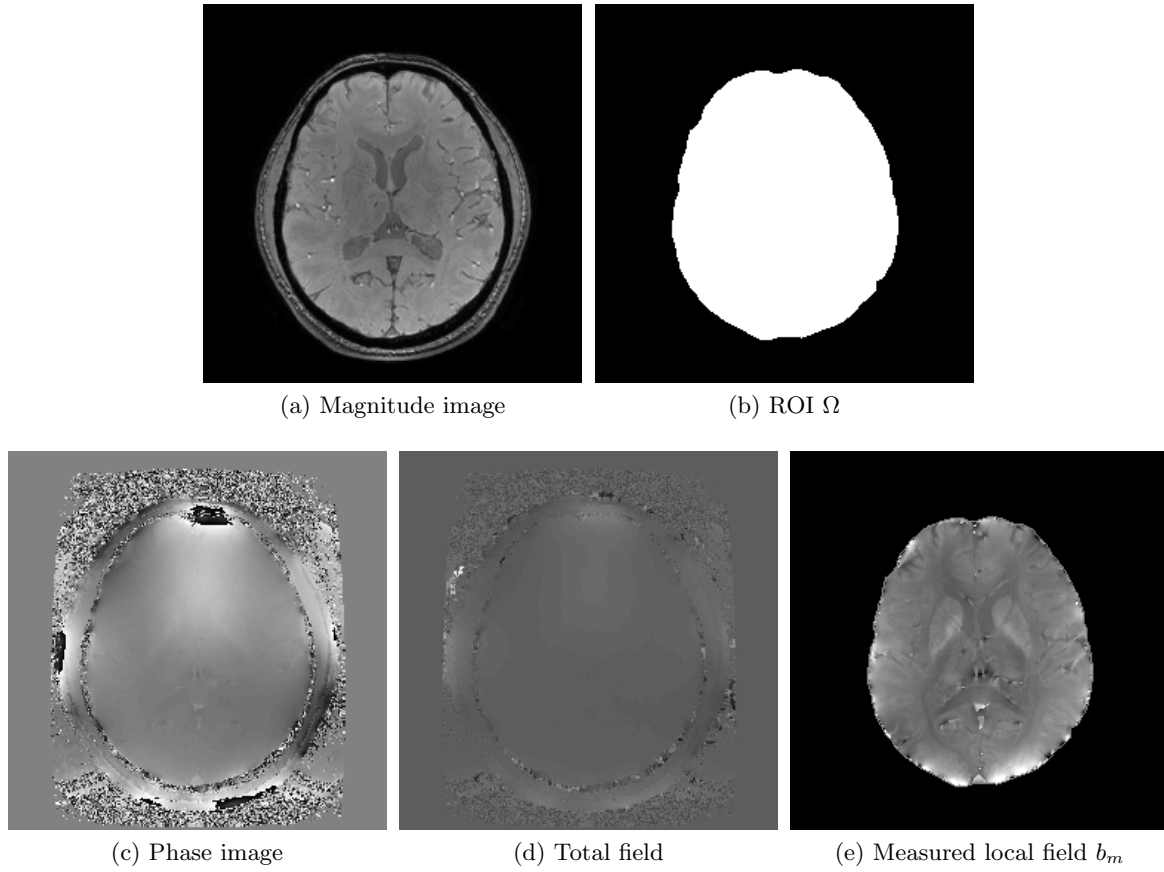 (a) Magnitude image
(b) ROI Ω
(c) Phase image
(d) Total field
(e) Measured local field b_m